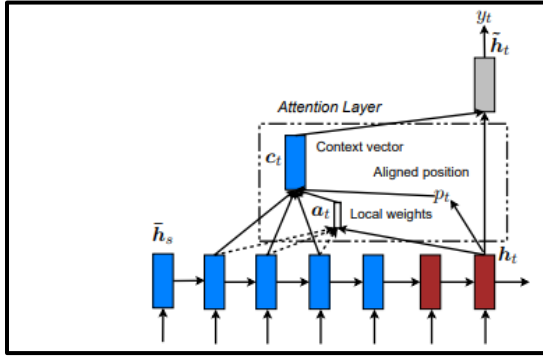 y_t
h̃_t
Attention Layer
c_t
Context vector
Aligned position
a_t
p_t
Local weights
h̄_s
h_t